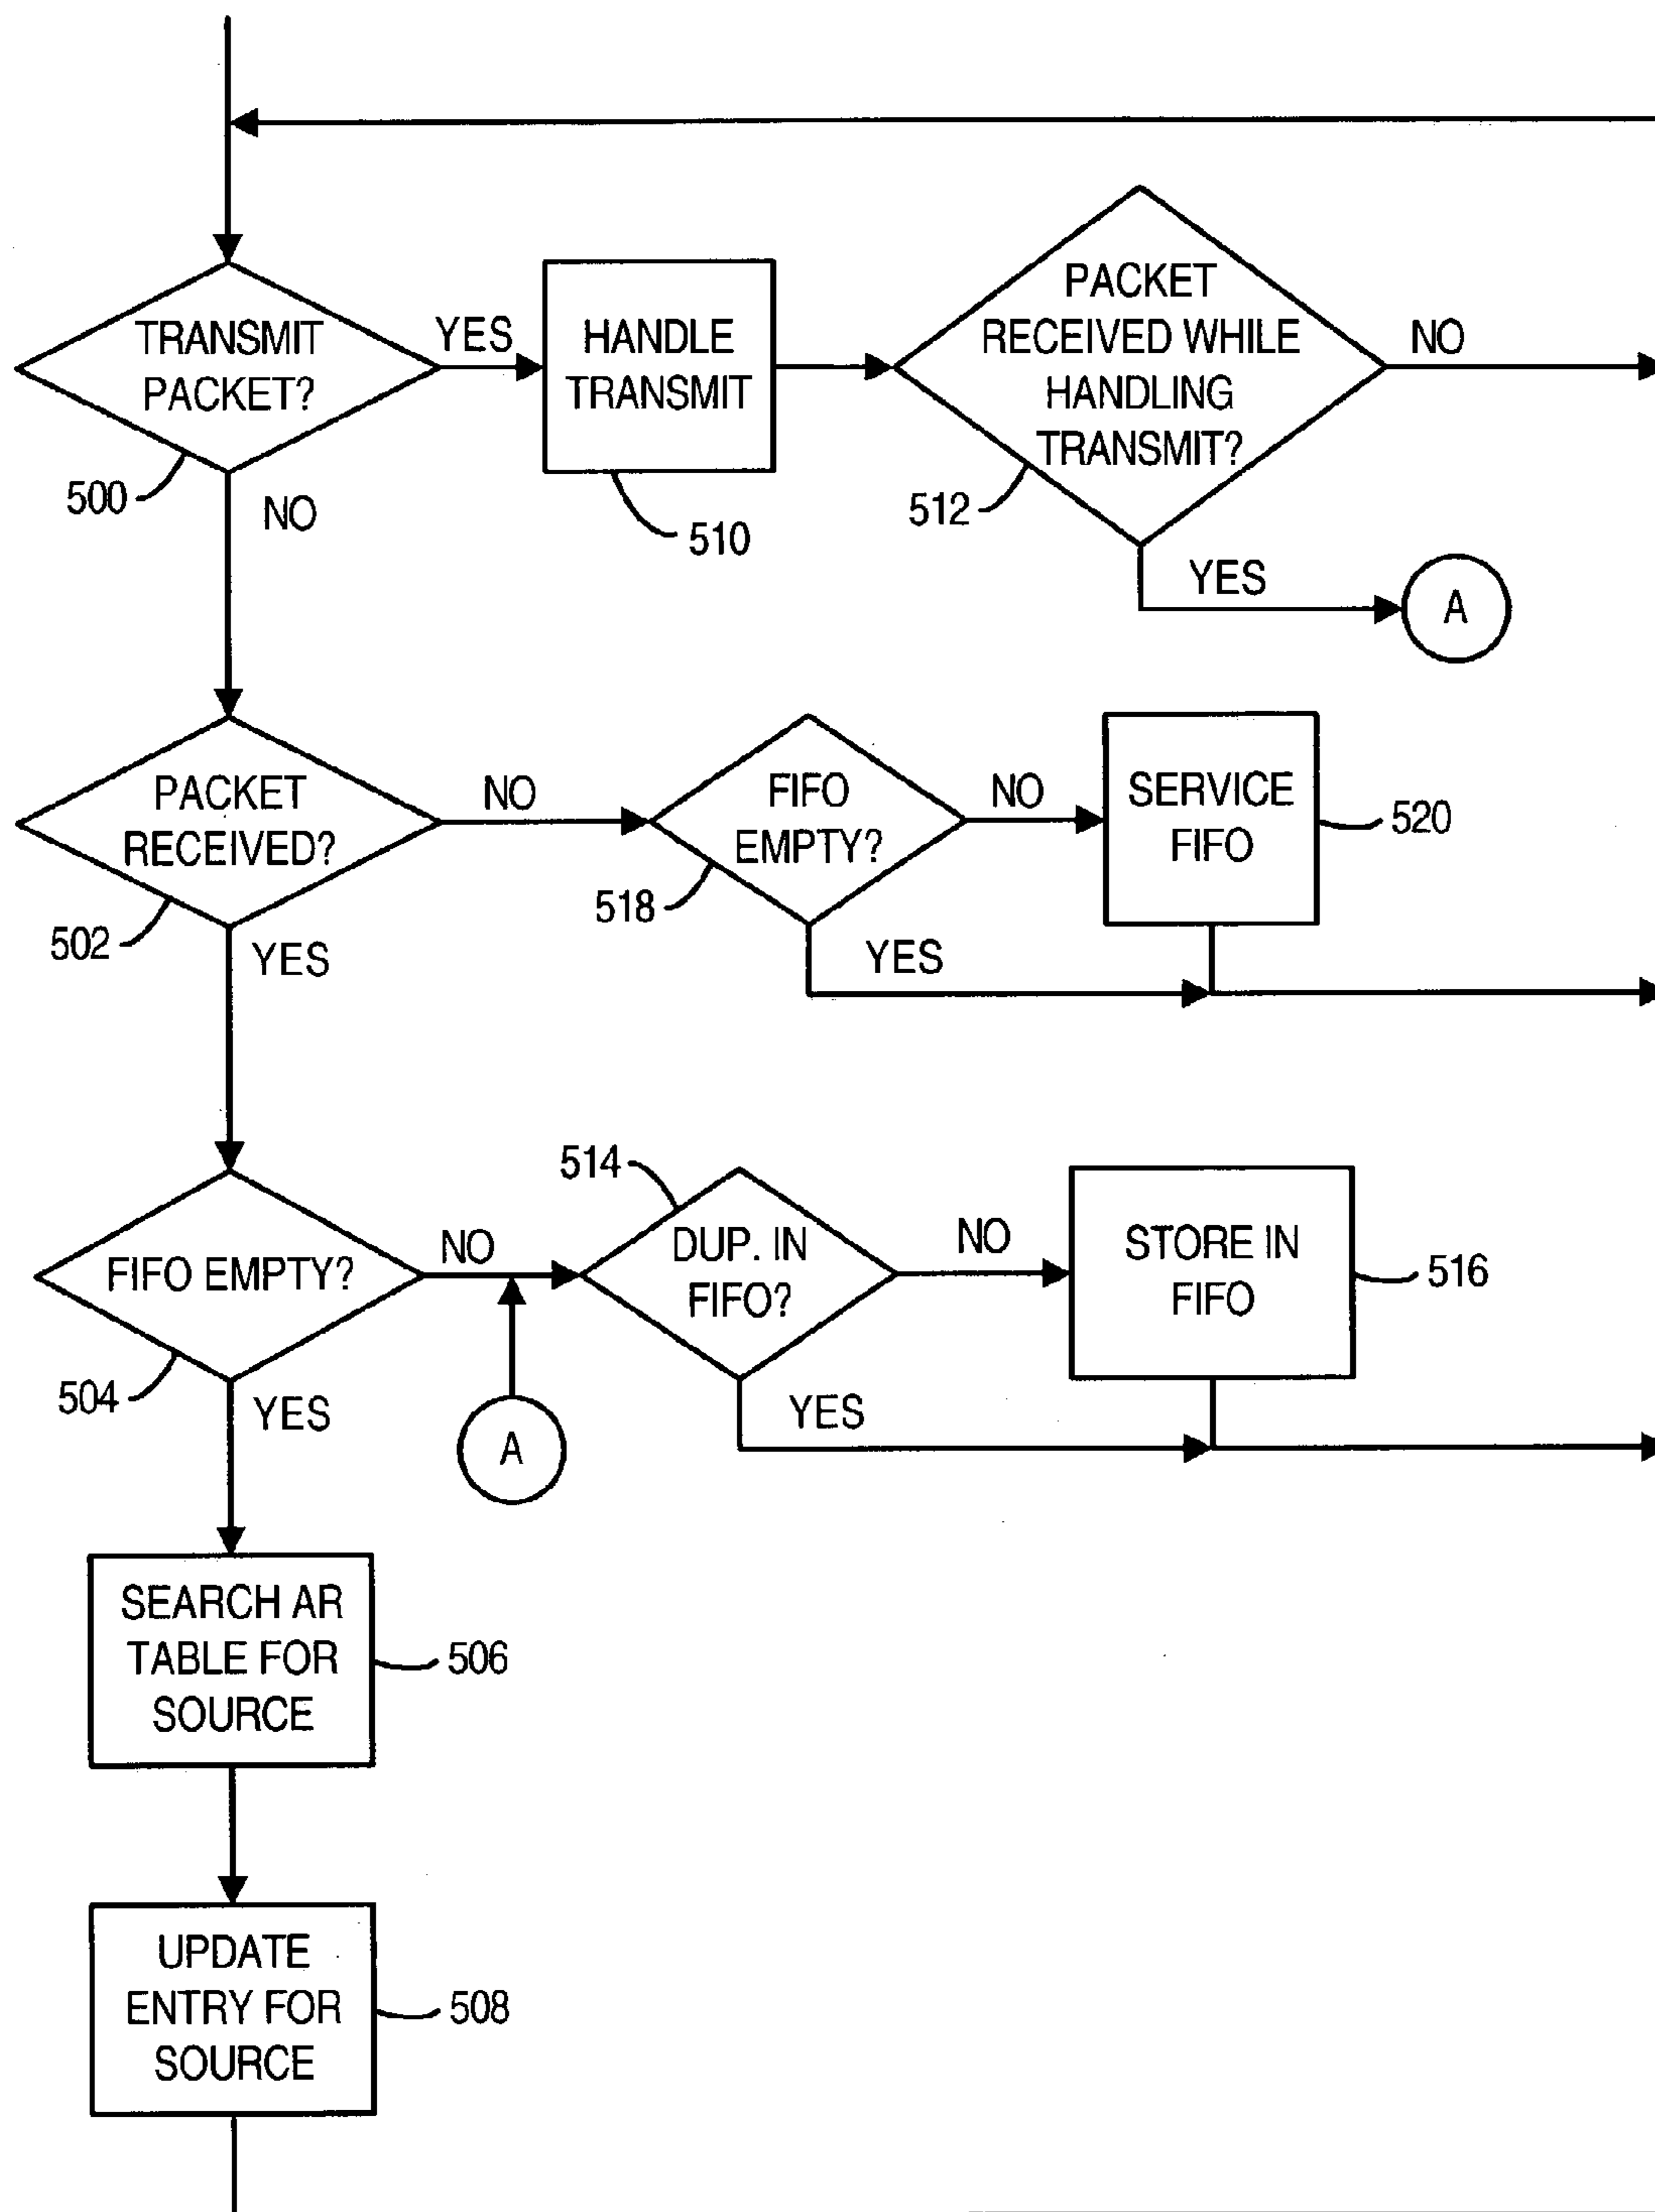 TRANSMIT
PACKET?
500
YES
NO
HANDLE
TRANSMIT
510
PACKET
RECEIVED WHILE
HANDLING
TRANSMIT?
512
NO
YES
A
PACKET
RECEIVED?
502
NO
YES
FIFO
EMPTY?
518
NO
YES
SERVICE
FIFO
520
FIFO EMPTY?
504
NO
YES
A
514
DUP. IN
FIFO?
NO
YES
STORE IN
FIFO
516
SEARCH AR
TABLE FOR
SOURCE
506
UPDATE
ENTRY FOR
SOURCE
508